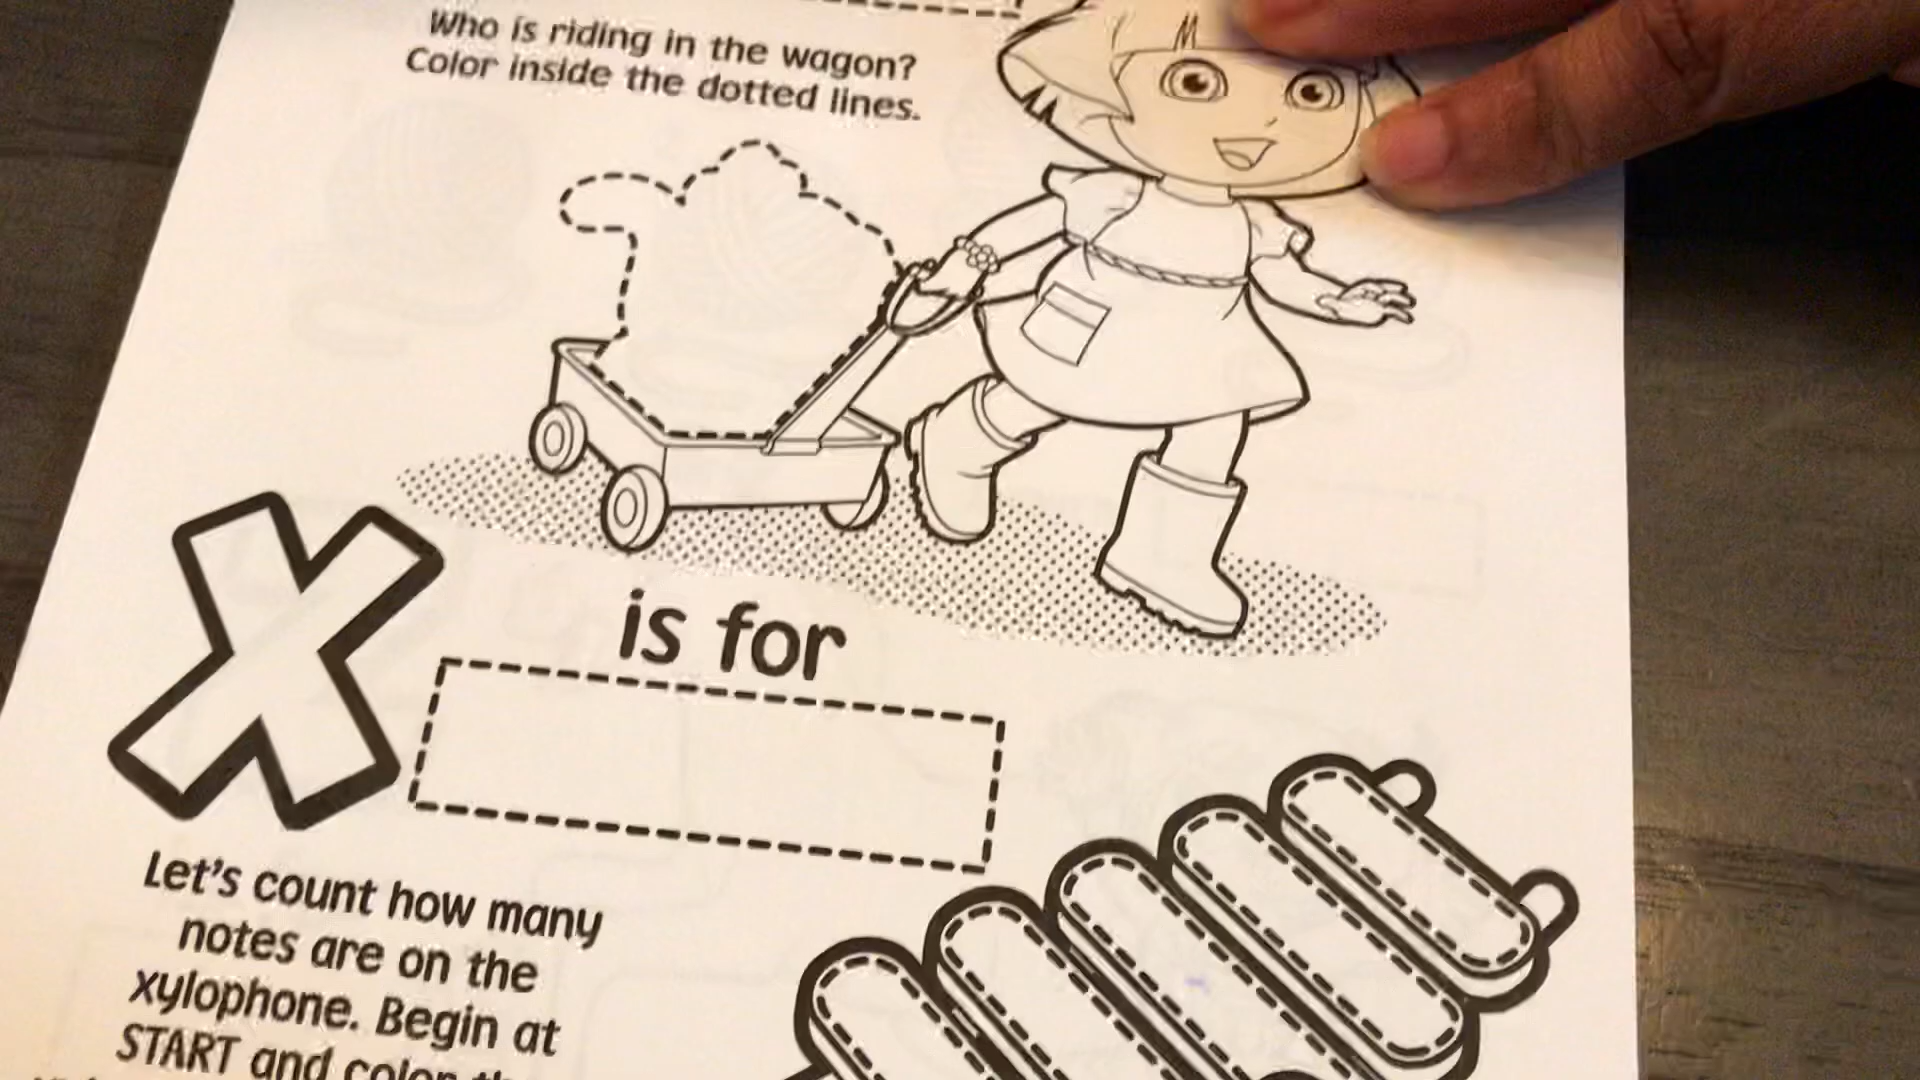 Who is riding in the wagon?
Color inside the dotted lines.
X is for
Let's count how many
notes are on the
xylophone. Begin at
START and color